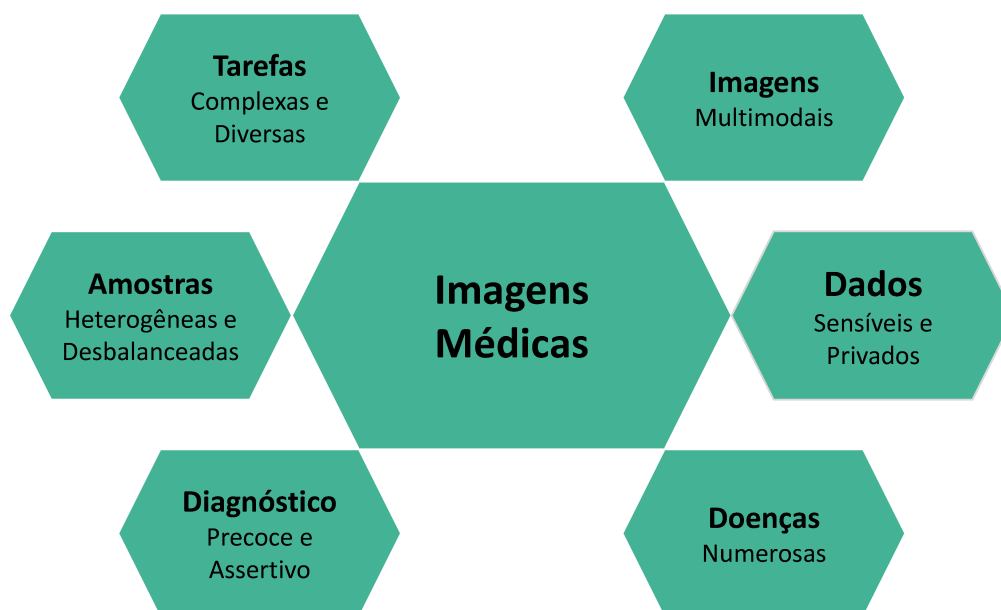 Tarefas
Complexas e
Diversas
Imagens
Multimodais
Amostras
Heterogêneas e
Desbalanceadas
Imagens
Médicas
Dados
Sensíveis e
Privados
Diagnóstico
Precoce e
Assertivo
Doenças
Numerosas